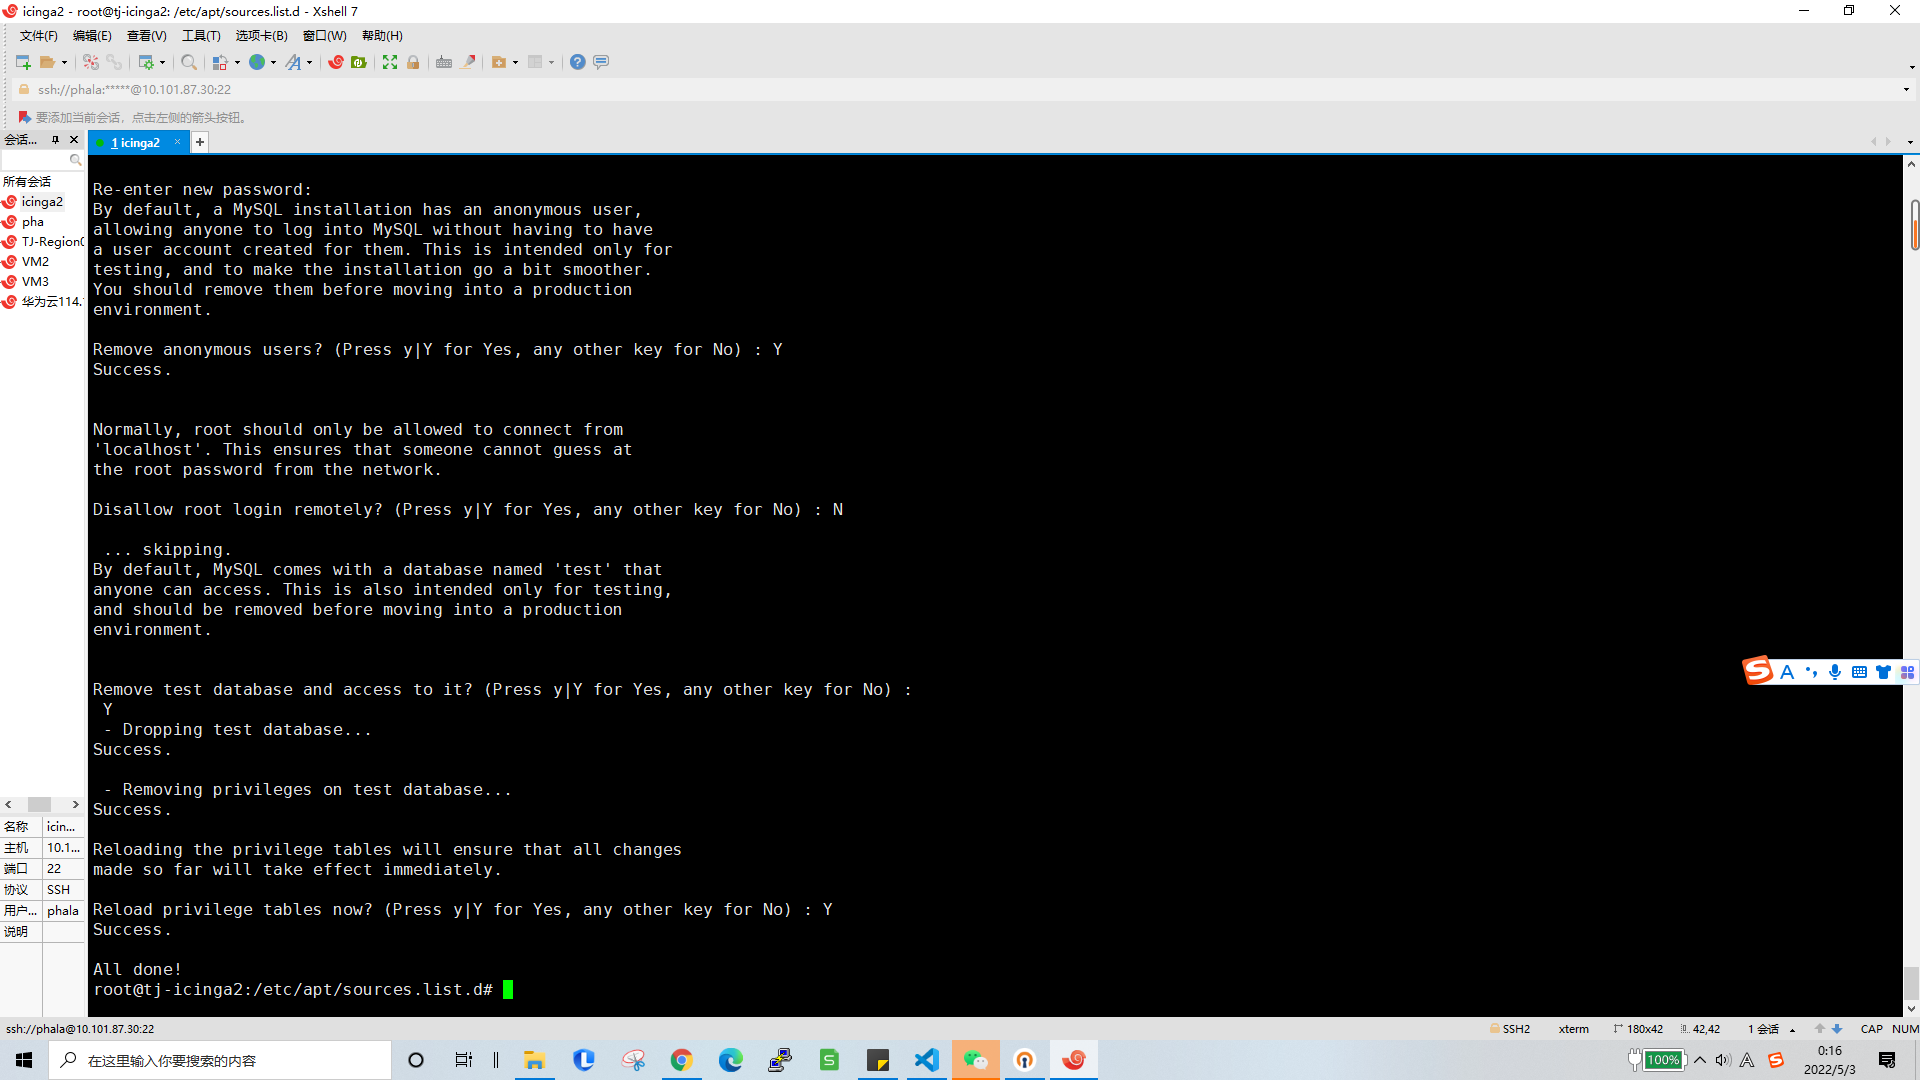 icinga2 - root@tj-icinga2: /etc/apt/sources.list.d - Xshell 7
文件(F) 编辑(E) 查看(V) 工具(T) 选项卡(B) 窗口(W) 帮助(H)
ssh://phala:*****@10.101.87.30:22
要添加当前会话，点击左侧的箭头按钮。
会话...
1 icinga2
所有会话
icinga2
pha
TJ-Region
VM2
VM3
华为云114.
Re-enter new password:
By default, a MySQL installation has an anonymous user,
allowing anyone to log into MySQL without having to have
a user account created for them. This is intended only for
testing, and to make the installation go a bit smoother.
You should remove them before moving into a production
environment.
Remove anonymous users? (Press y|Y for Yes, any other key for No) : Y
Success.
Normally, root should only be allowed to connect from
'localhost'. This ensures that someone cannot guess at
the root password from the network.
Disallow root login remotely? (Press y|Y for Yes, any other key for No) : N
... skipping.
By default, MySQL comes with a database named 'test' that
anyone can access. This is also intended only for testing,
and should be removed before moving into a production
environment.
Remove test database and access to it? (Press y|Y for Yes, any other key for No) :
Y
- Dropping test database...
Success.
- Removing privileges on test database...
Success.
Reloading the privilege tables will ensure that all changes
made so far will take effect immediately.
Reload privilege tables now? (Press y|Y for Yes, any other key for No) : Y
Success.
All done!
root@tj-icinga2:/etc/apt/sources.list.d#
名称 icin...
主机 10.1...
端口 22
协议 SSH
用户... phala
说明
ssh://phala@10.101.87.30:22
SSH2 xterm 180x42 42,42 1 会话 CAP NUM
在这里输入你要搜索的内容
100%
0:16
2022/5/3